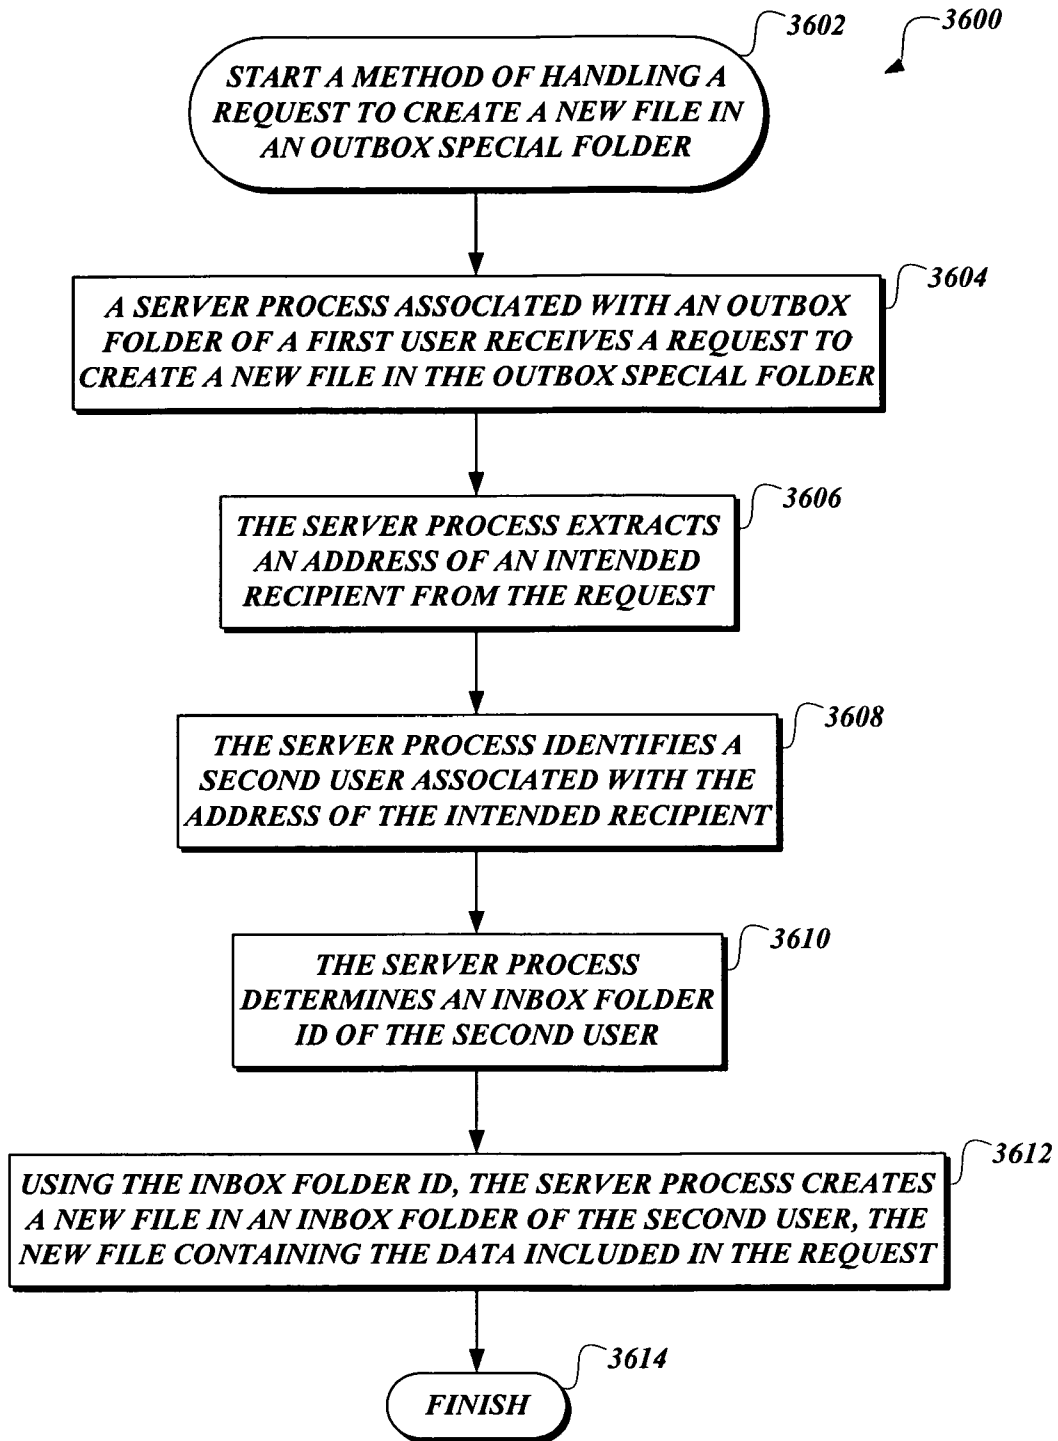 3602
3600
START A METHOD OF HANDLING A
REQUEST TO CREATE A NEW FILE IN
AN OUTBOX SPECIAL FOLDER
3604
A SERVER PROCESS ASSOCIATED WITH AN OUTBOX
FOLDER OF A FIRST USER RECEIVES A REQUEST TO
CREATE A NEW FILE IN THE OUTBOX SPECIAL FOLDER
3606
THE SERVER PROCESS EXTRACTS
AN ADDRESS OF AN INTENDED
RECIPIENT FROM THE REQUEST
3608
THE SERVER PROCESS IDENTIFIES A
SECOND USER ASSOCIATED WITH THE
ADDRESS OF THE INTENDED RECIPIENT
3610
THE SERVER PROCESS
DETERMINES AN INBOX FOLDER
ID OF THE SECOND USER
3612
USING THE INBOX FOLDER ID, THE SERVER PROCESS CREATES
A NEW FILE IN AN INBOX FOLDER OF THE SECOND USER, THE
NEW FILE CONTAINING THE DATA INCLUDED IN THE REQUEST
3614
FINISH